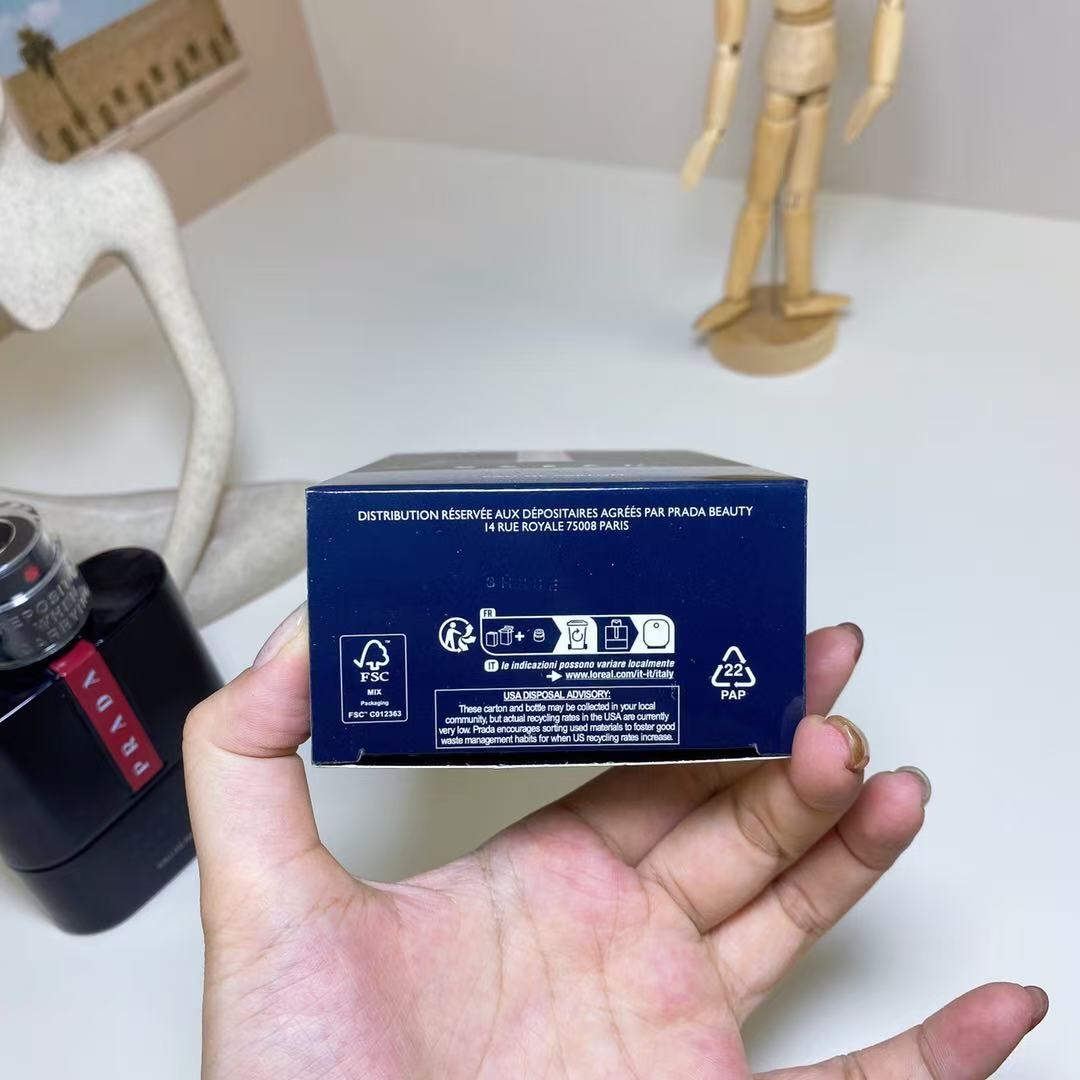 DISTRIBUTION RÉSERVÉE AUX DÉPOSITAIRES AGRÉÉS PAR PRADA BEAUTY
14 RUE ROYALE 75008 PARIS
FR
FSC
MIX
Packaging
FSC™ C012363
IT le indicazioni possono variare localmente
www.loreal.com/it-it/italy
USA DISPOSAL ADVISORY:
These carton and bottle may be collected in your local
community, but actual recycling rates in the USA are currently
very low. Prada encourages sorting used materials to foster good
waste management habits for when US recycling rates increase.
22
PAP
PRADA